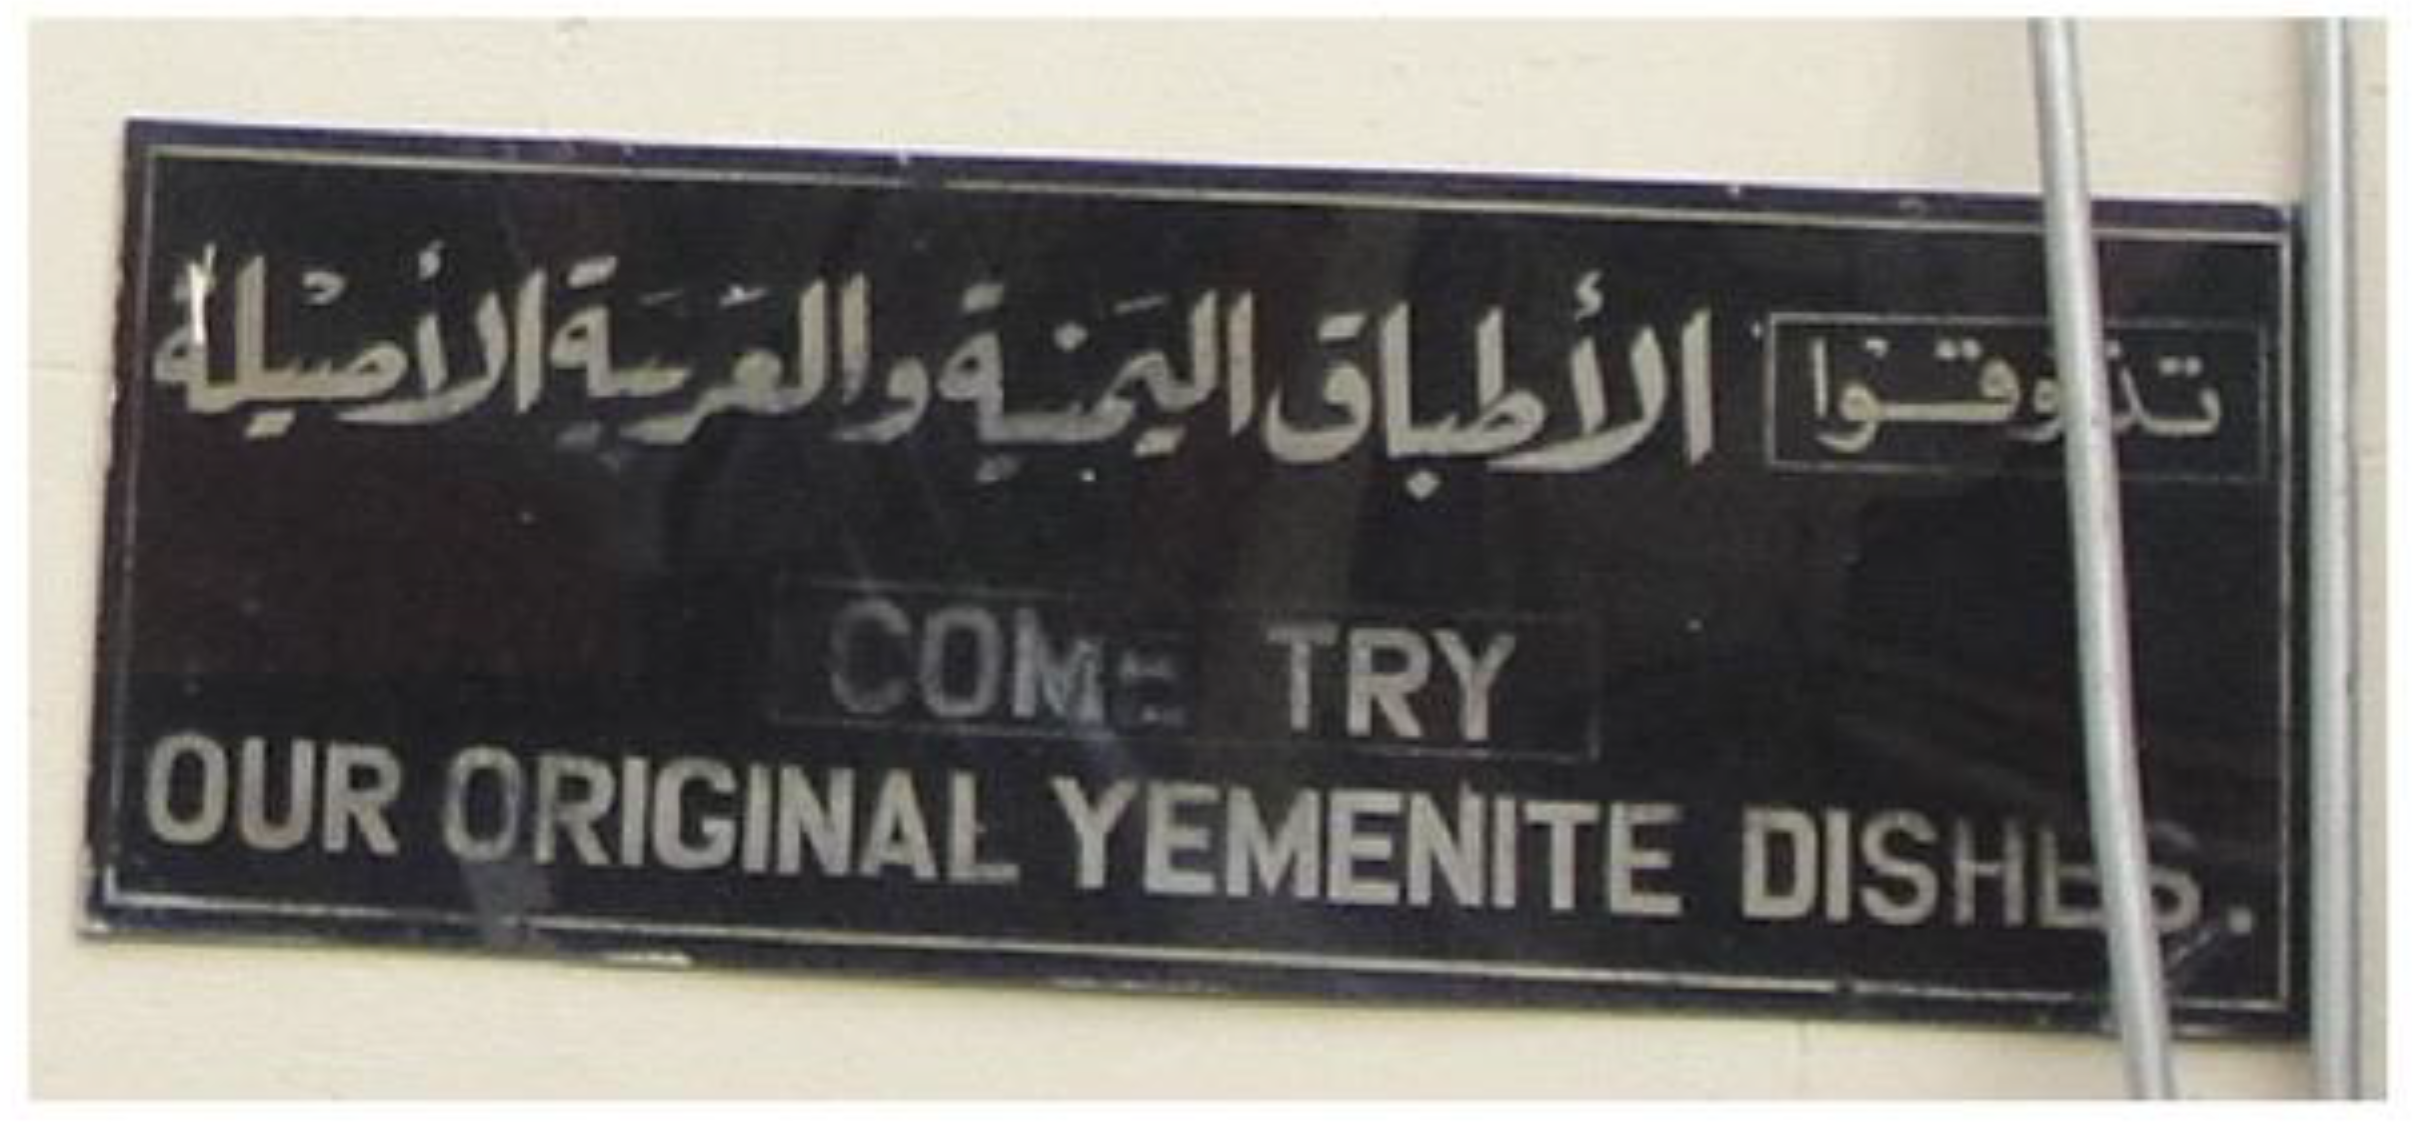 تذوقوا الأطباق اليمنية والعربية الأصيلة
COME TRY
OUR ORIGINAL YEMENITE DISHES.